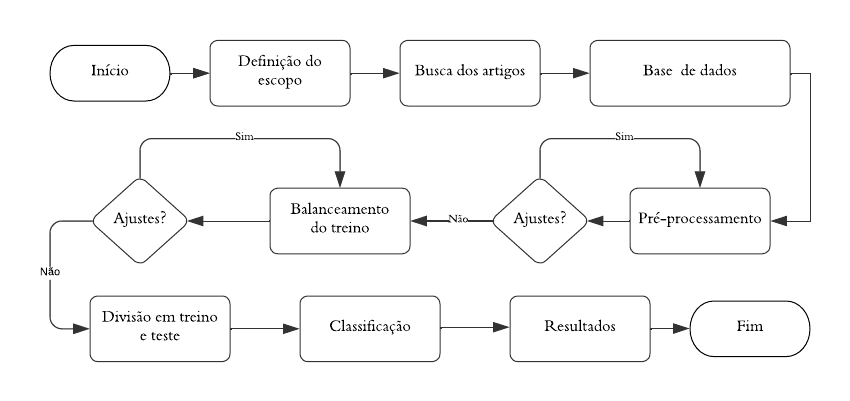 Início
Definição do
escopo
Busca dos artigos
Base de dados
Sim
Sim
Pré-processamento
Ajustes?
Não
Balanceamento
do treino
Ajustes?
Não
Divisão em treino
e teste
Classificação
Resultados
Fim